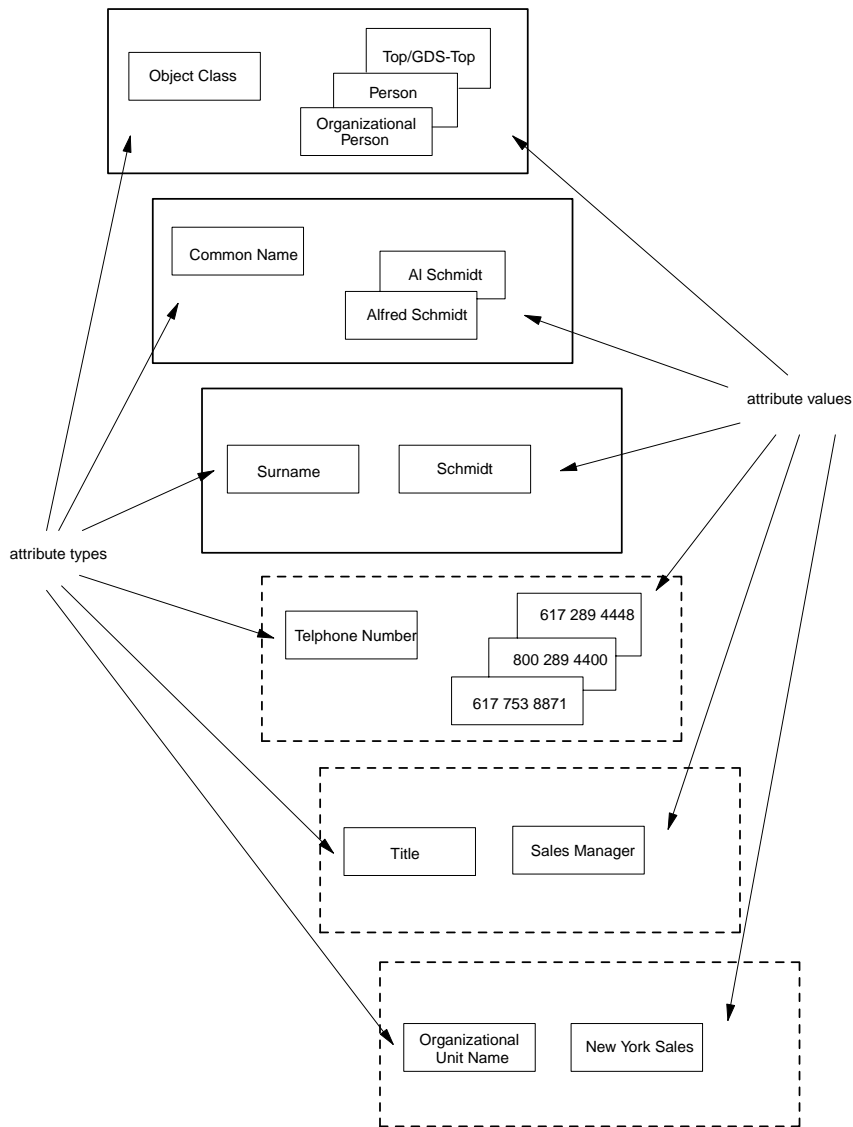 Object Class
Top/GDS-Top
Person
Organizational
Person
Common Name
Al Schmidt
Alfred Schmidt
attribute values
Surname
Schmidt
attribute types
Telphone Number
617 289 4448
800 289 4400
617 753 8871
Title
Sales Manager
Organizational
Unit Name
New York Sales